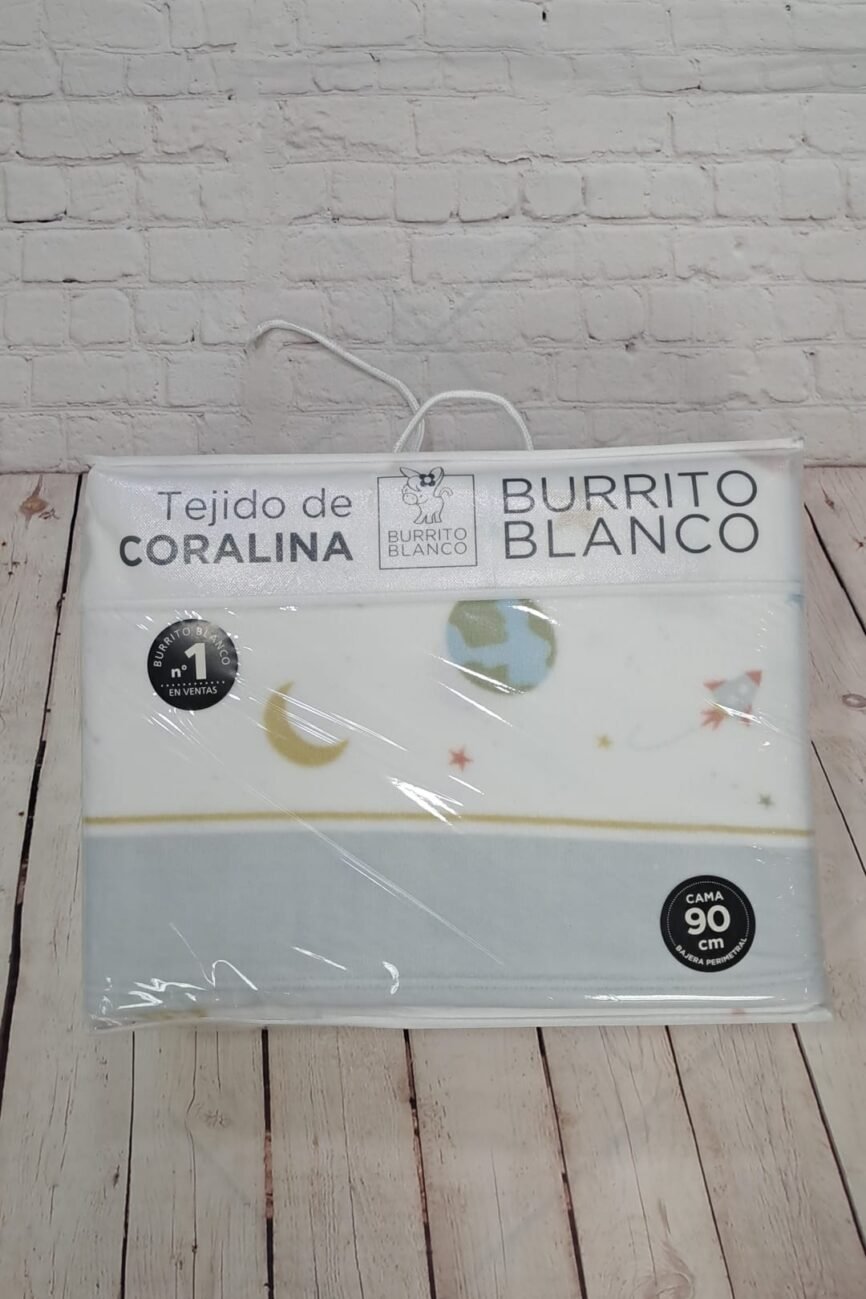 Tejido de
CORALINA
BURRITO
BLANCO
BURRITO
BLANCO
BURRITO BLANCO
nº1
EN VENTAS
CAMA
90
cm
BAJERA PERIMETRAL